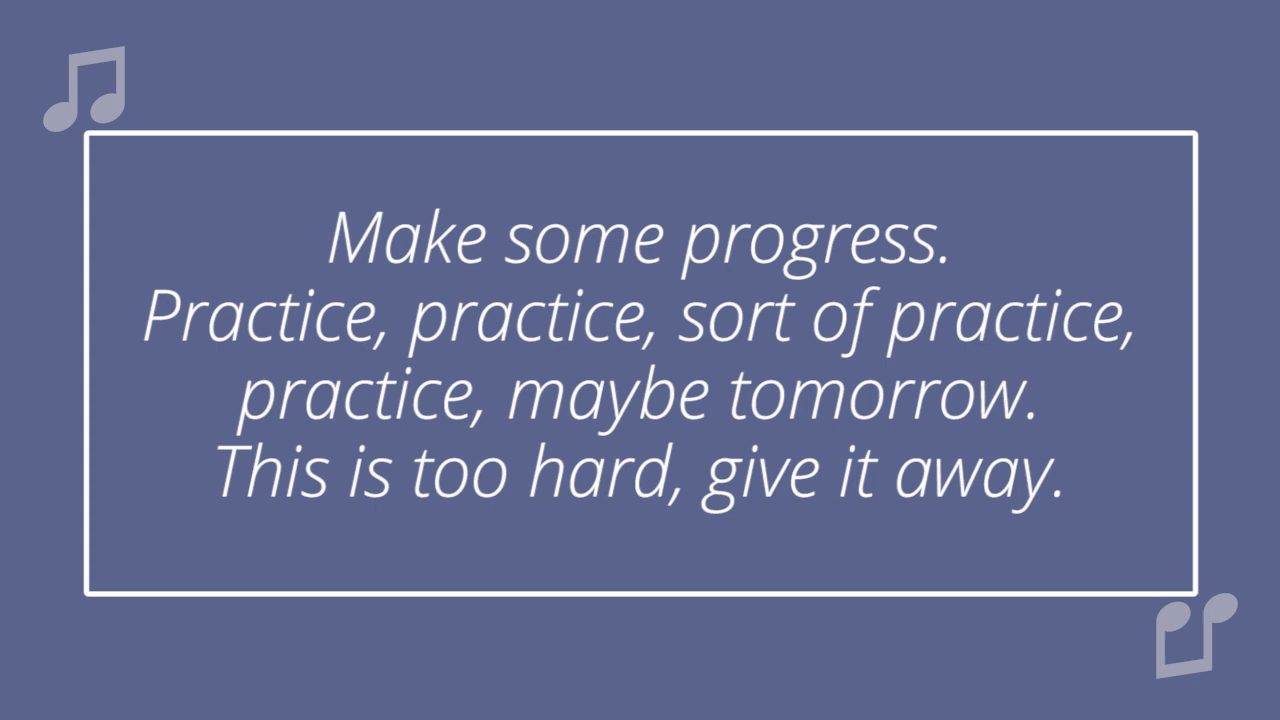 Make some progress.
Practice, practice, sort of practice,
practice, maybe tomorrow.
This is too hard, give it away.